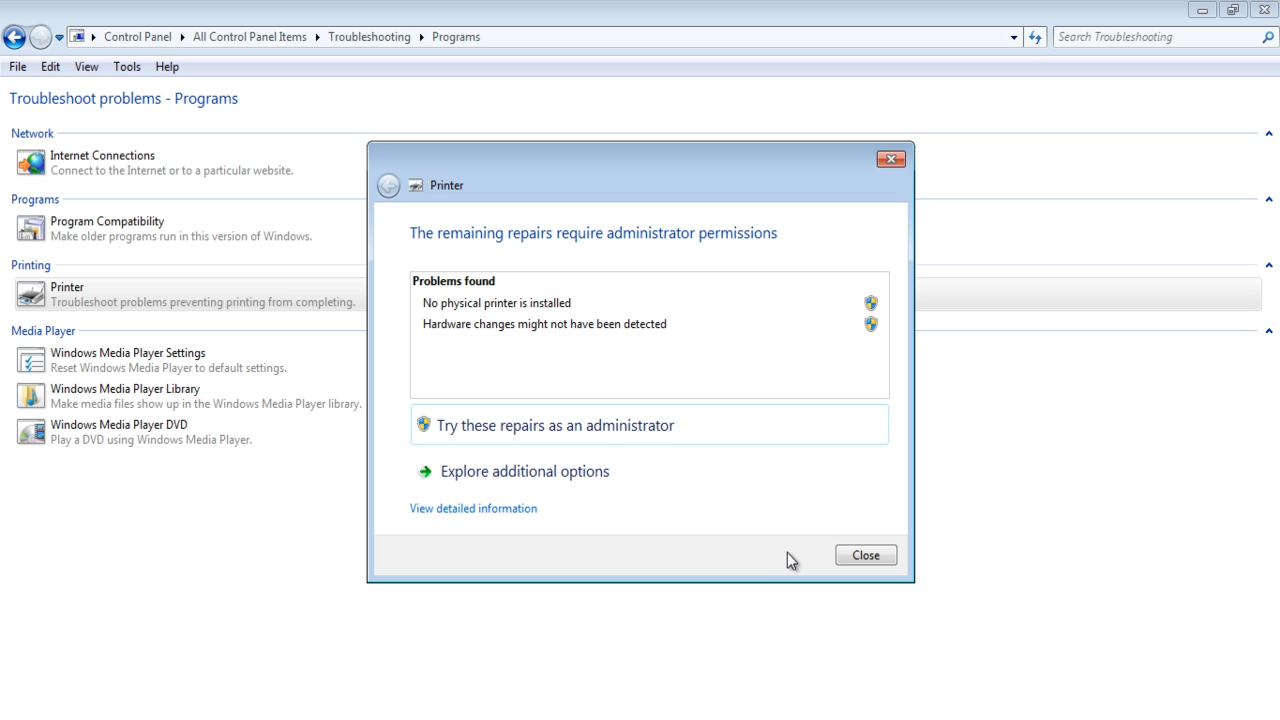 Control Panel
All Control Panel Items
Troubleshooting
Programs
Search Troubleshooting
File Edit View Tools Help
Troubleshoot problems - Programs
Network
Internet Connections
Connect to the Internet or to a particular website.
Programs
Program Compatibility
Make older programs run in this version of Windows.
Printing
Printer
Troubleshoot problems preventing printing from completing.
Media Player
Windows Media Player Settings
Reset Windows Media Player to default settings.
Windows Media Player Library
Make media files show up in the Windows Media Player library.
Windows Media Player DVD
Play a DVD using Windows Media Player.
Printer
The remaining repairs require administrator permissions
Problems found
No physical printer is installed
Hardware changes might not have been detected
Try these repairs as an administrator
Explore additional options
View detailed information
Close